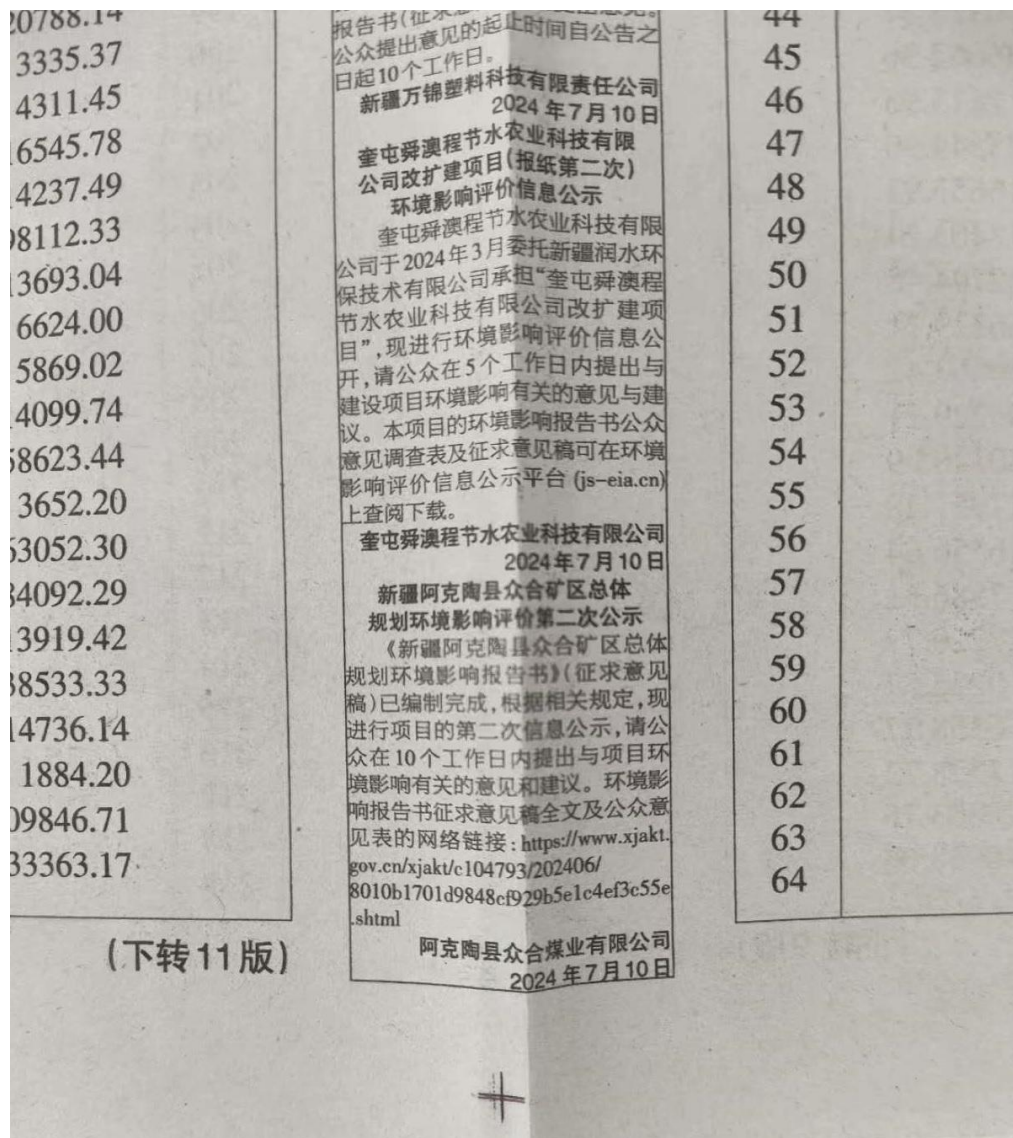 20788.14
3335.37
4311.45
6545.78
4237.49
98112.33
3693.04
6624.00
5869.02
4099.74
8623.44
3652.20
63052.30
34092.29
3919.42
38533.33
14736.14
1884.20
09846.71
33363.17
(下转11版)
公众提出意见的起止时间自公告之
日起10个工作日。
新疆万锦塑料科技有限责任公司
2024年7月10日
奎屯舜澳程节水农业科技有限
公司改扩建项目(报纸第二次)
环境影响评价信息公示
奎屯舜澳程节水农业科技有限
公司于2024年3月委托新疆润水环
保技术有限公司承担“奎屯舜澳程
节水农业科技有限公司改扩建项
目”,现进行环境影响评价信息公
开,请公众在5个工作日内提出与
建设项目环境影响有关的意见与建
议。本项目的环境影响报告书公众
意见调查表及征求意见稿可在环境
影响评价信息公示平台(js-eia.cn)
上查阅下载。
奎屯舜澳程节水农业科技有限公司
2024年7月10日
新疆阿克陶县众合矿区总体
规划环境影响评价第二次公示
《新疆阿克陶县众合矿区总体
规划环境影响报告书》(征求意见
稿)已编制完成,根据相关规定,现
进行项目的第二次信息公示,请公
众在10个工作日内提出与项目环
境影响有关的意见和建议。环境影
响报告书征求意见稿全文及公众意
见表的网络链接:https://www.xjakt.
gov.cn/xjakt/c104793/202406/
8010b1701d9848cf929b5e1c4ef3c55e
.shtml
阿克陶县众合煤业有限公司
2024年7月10日
44
45
46
47
48
49
50
51
52
53
54
55
56
57
58
59
60
61
62
63
64